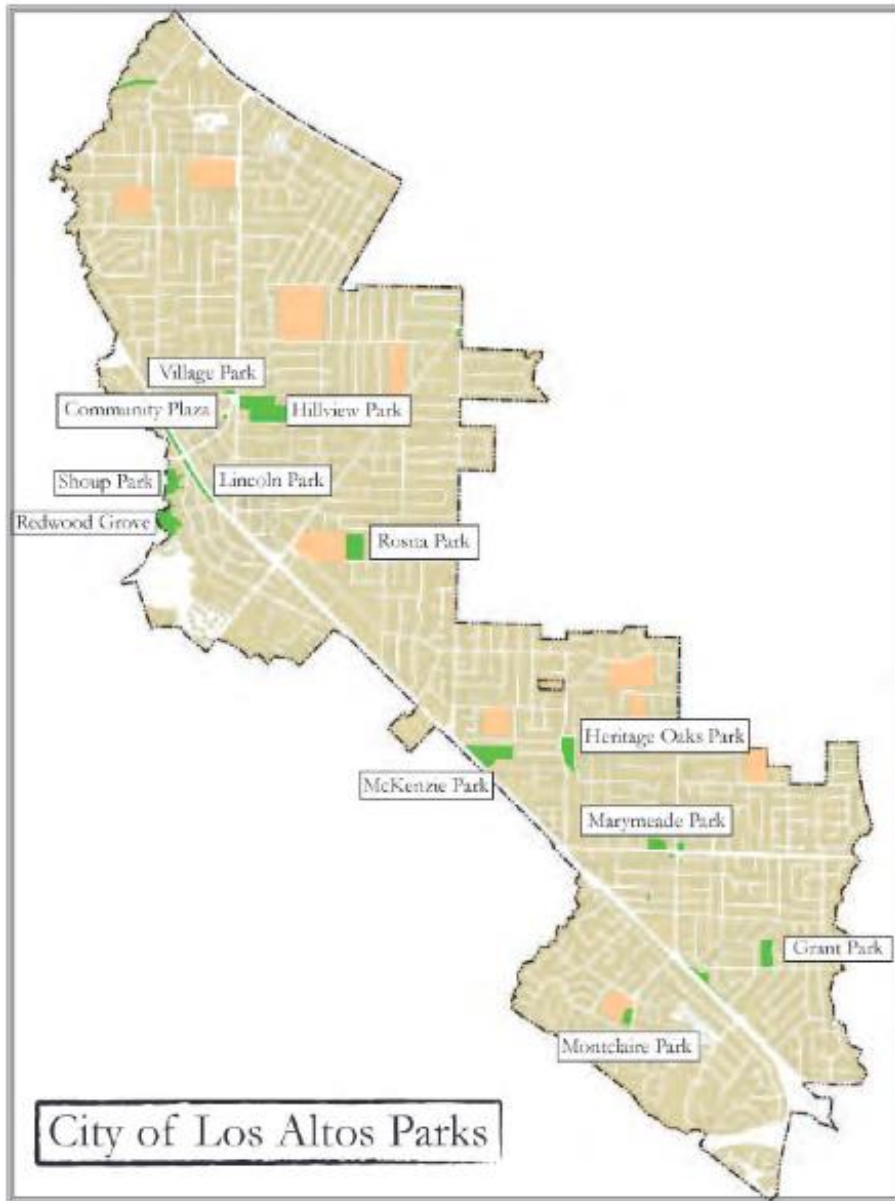 Village Park
Community Plaza
Hillview Park
Shoup Park
Lincoln Park
Redwood Grove
Rosita Park
Heritage Oaks Park
McKenzie Park
Marymeade Park
Grant Park
Montclaire Park
City of Los Altos Parks